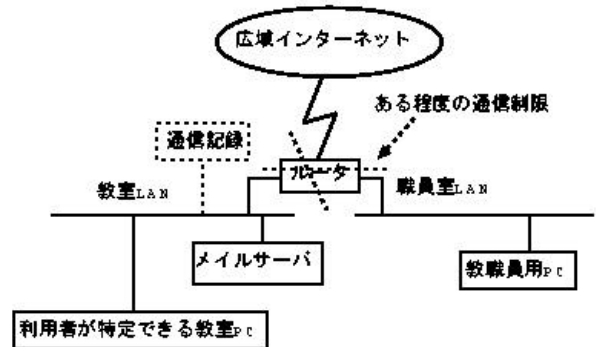 広域インターネット
ある程度の通信制限
通信記録
ルータ
教室LAN
職員室LAN
メイルサーバ
教職員用PC
利用者が特定できる教室PC